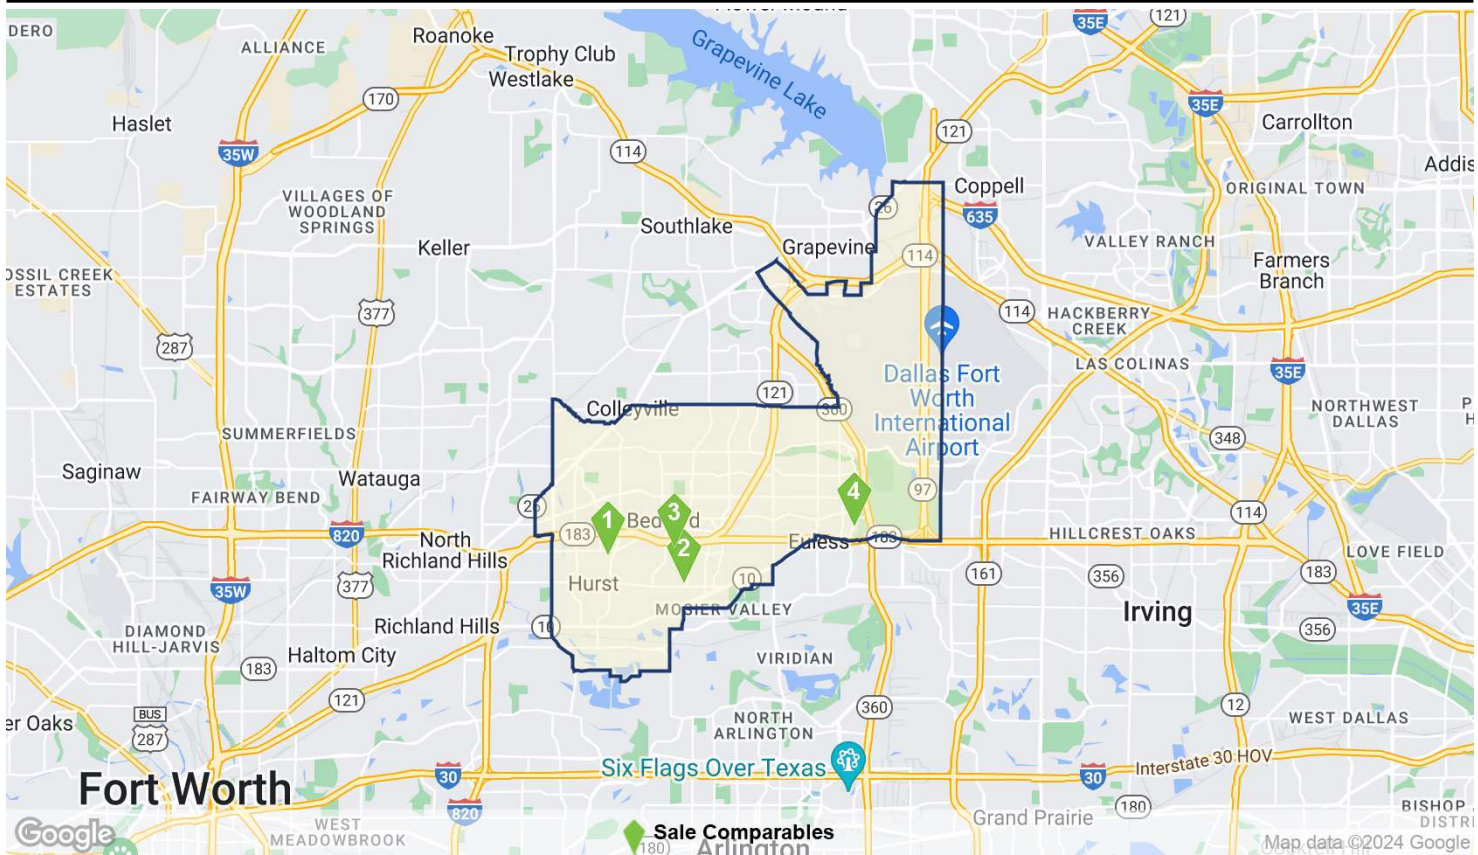 121
35E
DERO
ALLIANCE
Roanoke
Trophy Club
Westlake
Grapevine Lake
170
35E
Haslet
Carrollton
35W
114
121
Addis
VILLAGES OF
WOODLAND
SPRINGS
Coppell
ORIGINAL TOWN
26
635
Southlake
Keller
Grapevine
114
VALLEY RANCH
OSSIL CREEK
ESTATES
Farmers
Branch
377
114
HACKBERRY
CREEK
287
LAS COLINAS
Dallas Fort
Worth
International
Airport
35E
121
Colleyville
360
NORTHWEST
DALLAS
SUMMERFIELDS
348
Saginaw
Watauga
FAIRWAY BEND
97
4
26
3
1
Bedford
114
820
183
2
HILLCREST OAKS
North
Richland Hills
Euless
183
LOVE FIELD
161
356
183
Hurst
10
35W
377
MOSIER VALLEY
Irving
35E
Richland Hills
10
356
DIAMOND
HILL-JARVIS
Haltom City
183
VIRIDIAN
121
12
er Oaks
BUS
287
360
NORTH
ARLINGTON
WEST DALLAS
Six Flags Over Texas
30
30
Interstate 30 HOV
Fort Worth
820
180
BISHOP
DISTRI
Grand Prairie
WEST
MEADOWBROOK
Google
Sale Comparables
180
Arlington
Map data ©2024 Google